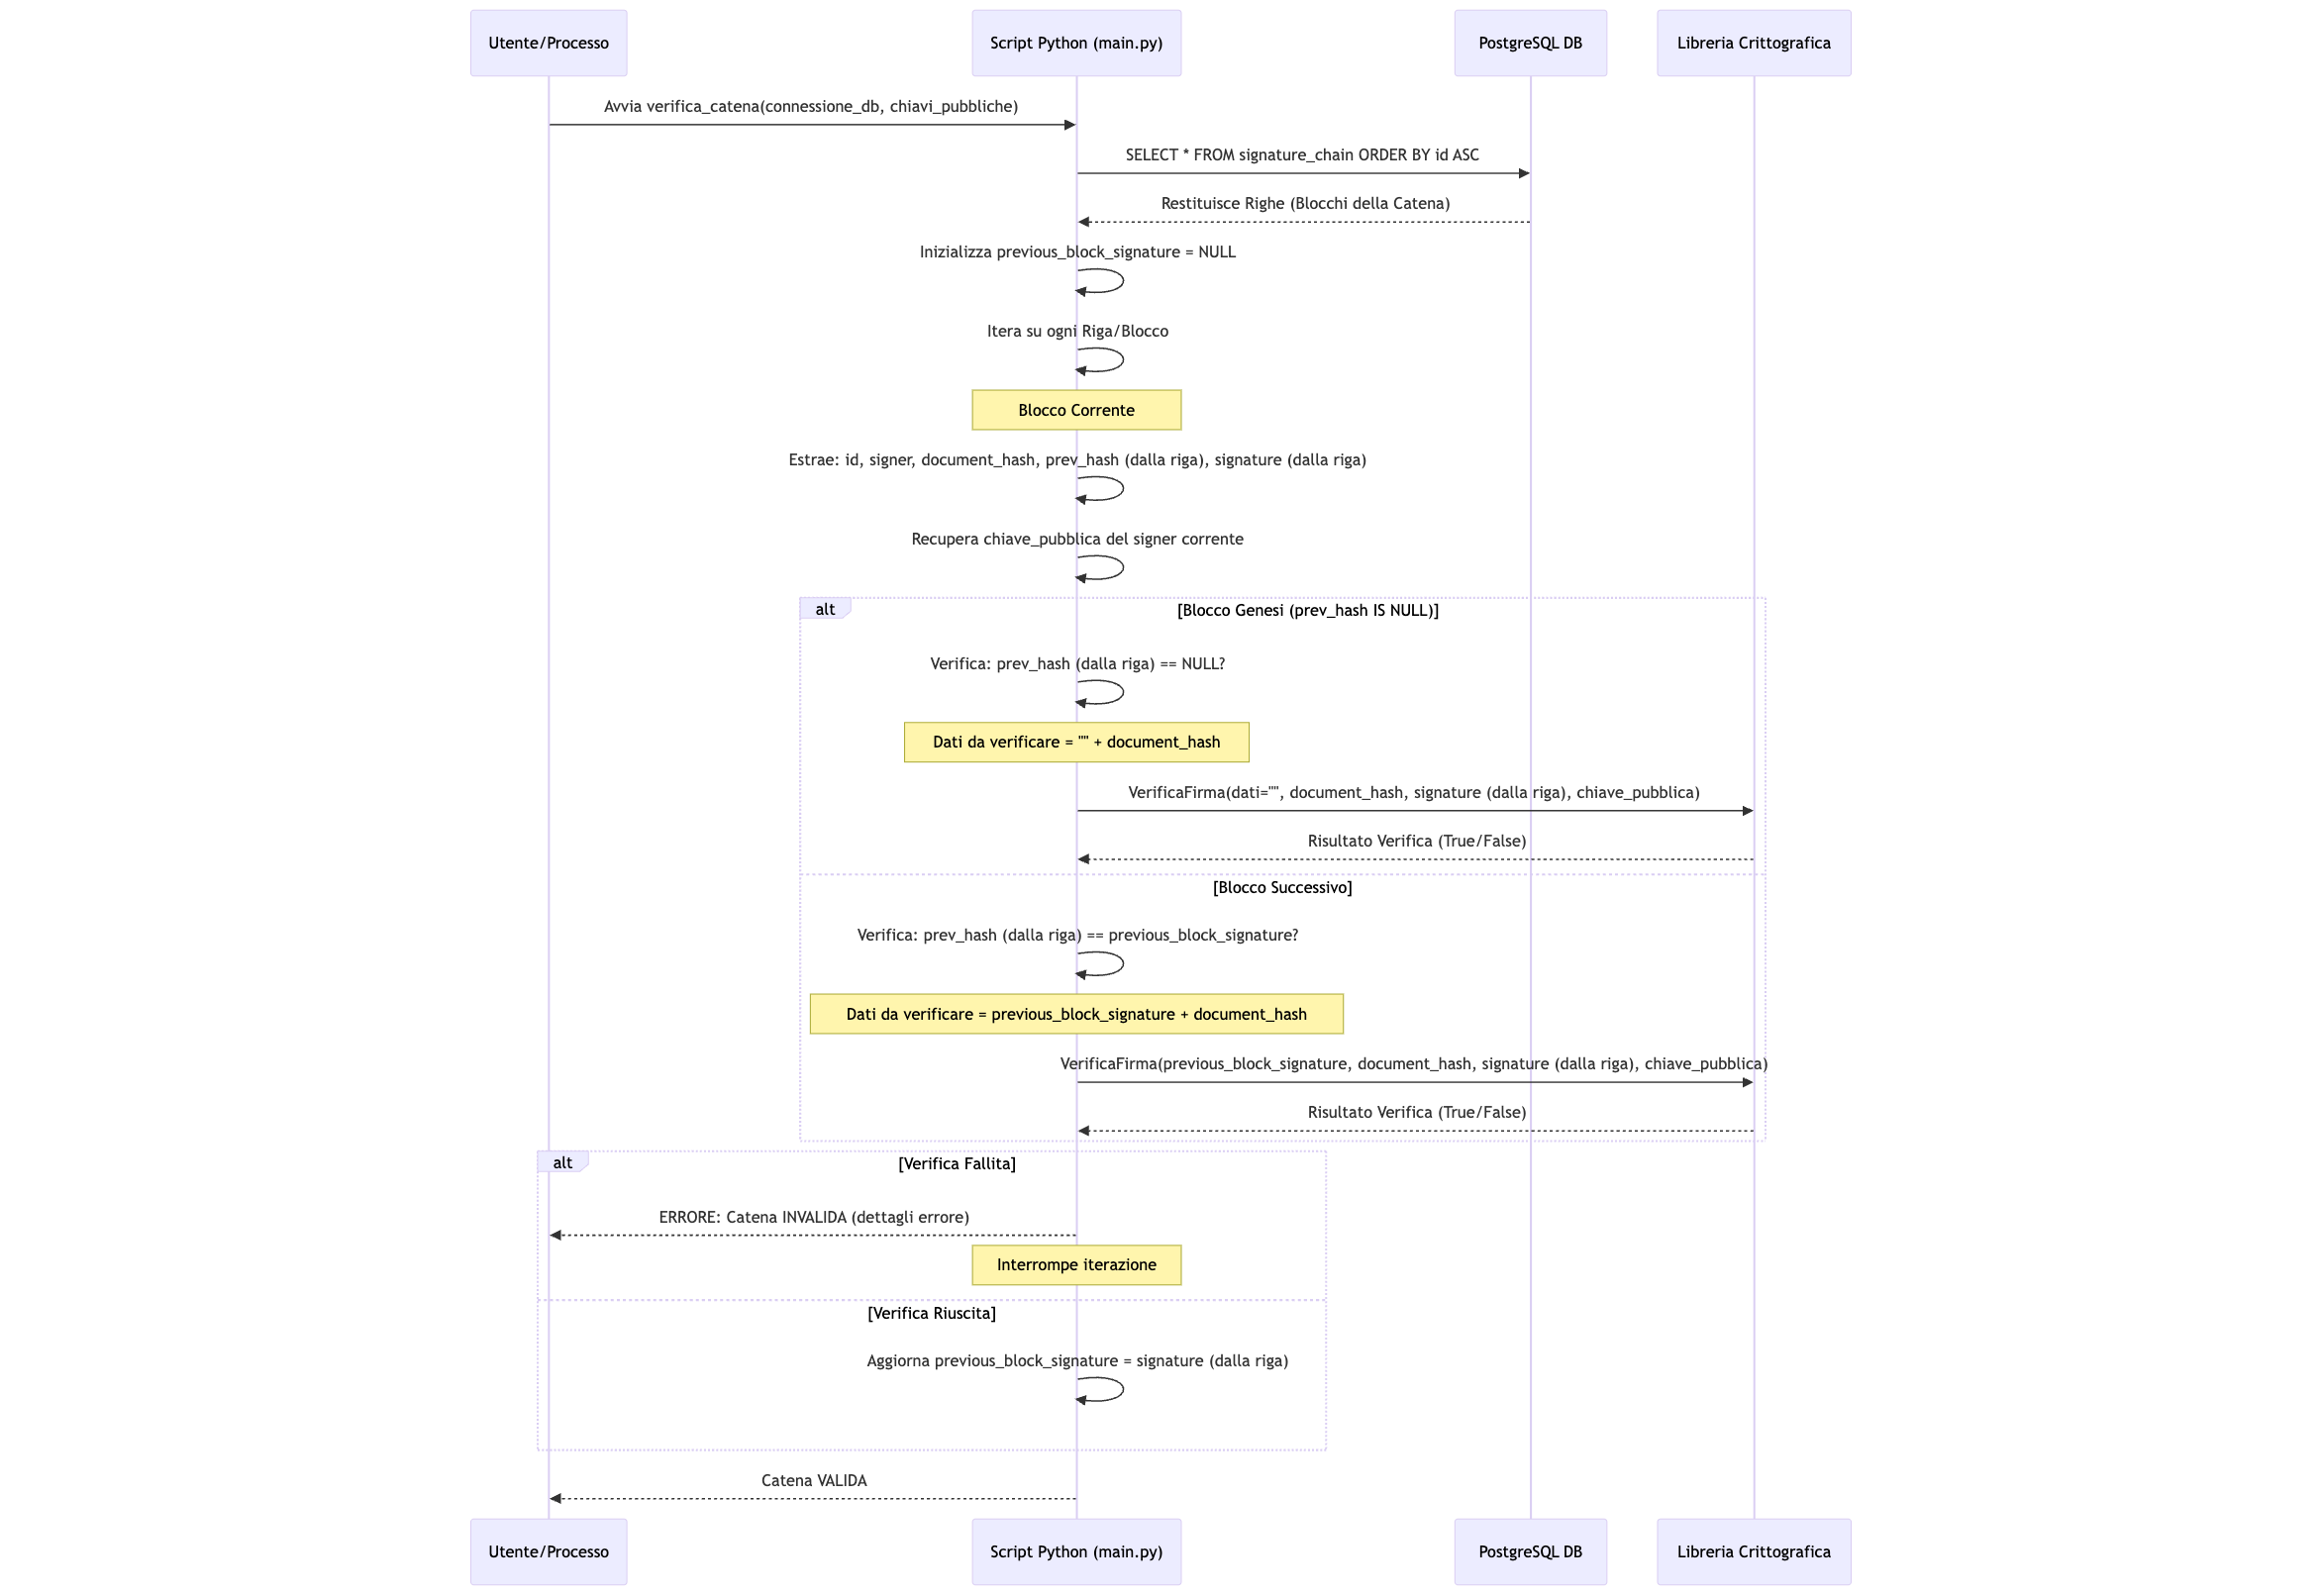 Utente/Processo
Script Python (main.py)
PostgreSQL DB
Libreria Crittografica
Avvia verifica_catena(connessione_db, chiavi_pubbliche)
SELECT * FROM signature_chain ORDER BY id ASC
Restituisce Righe (Blocchi della Catena)
Inizializza previous_block_signature = NULL
Itera su ogni Riga/Blocco
Blocco Corrente
Estrae: id, signer, document_hash, prev_hash (dalla riga), signature (dalla riga)
Recupera chiave_pubblica del signer corrente
alt
[Blocco Genesi (prev_hash IS NULL)]
Verifica: prev_hash (dalla riga) == NULL?
Dati da verificare = "" + document_hash
VerificaFirma(dati="", document_hash, signature (dalla riga), chiave_pubblica)
Risultato Verifica (True/False)
[Blocco Successivo]
Verifica: prev_hash (dalla riga) == previous_block_signature?
Dati da verificare = previous_block_signature + document_hash
VerificaFirma(previous_block_signature, document_hash, signature (dalla riga), chiave_pubblica)
Risultato Verifica (True/False)
alt
[Verifica Fallita]
ERRORE: Catena INVALIDA (dettagli errore)
Interrompe iterazione
[Verifica Riuscita]
Aggiorna previous_block_signature = signature (dalla riga)
Catena VALIDA
Utente/Processo
Script Python (main.py)
PostgreSQL DB
Libreria Crittografica